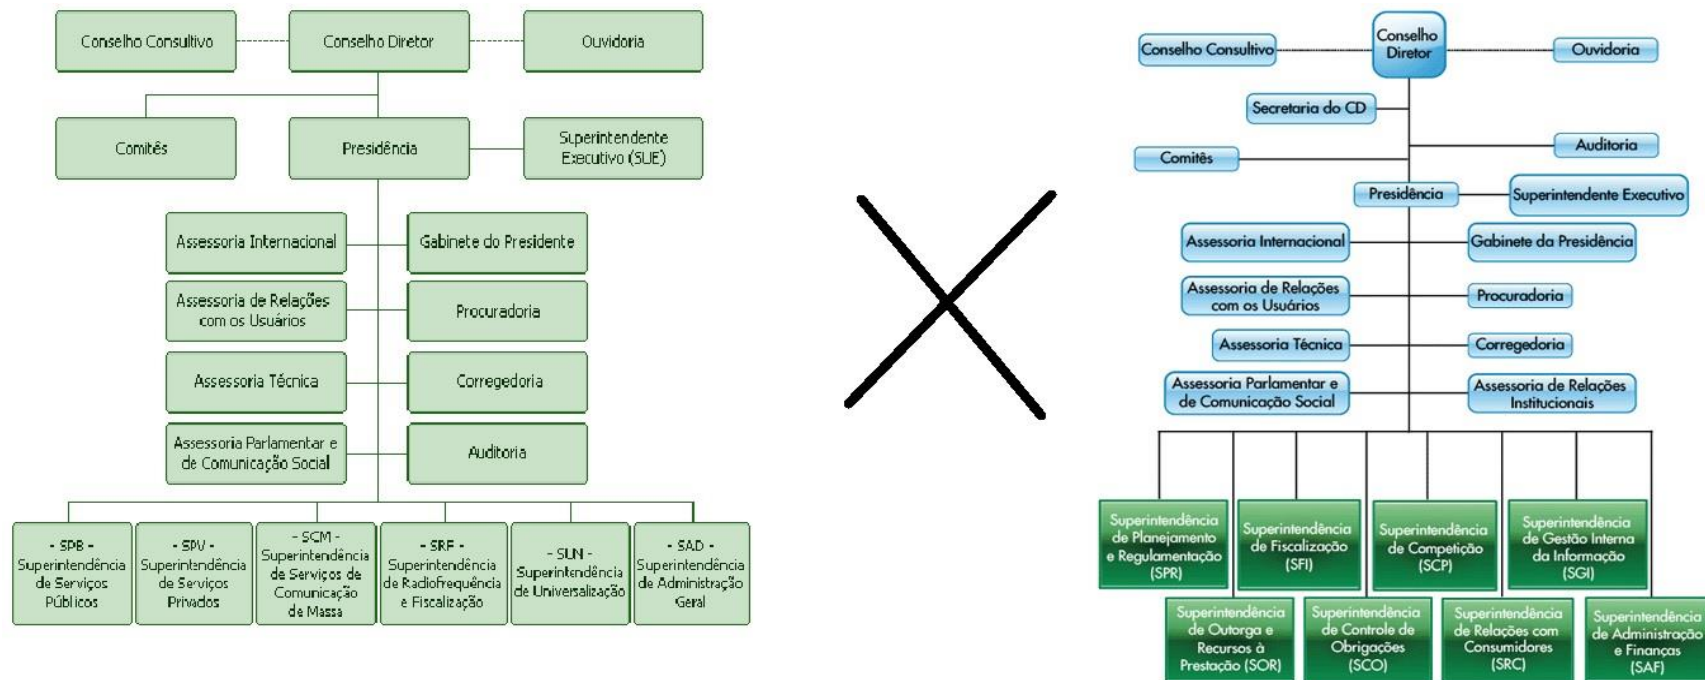 Conselho Consultivo
Conselho Diretor
Ouvidoria
Comitês
Presidência
Superintendente
Executivo (SUE)
Assessoria Internacional
Gabinete do Presidente
Assessoria de Relações
com os Usuários
Procuradoria
Assessoria Técnica
Corregedoria
Assessoria Parlamentar e
de Comunicação Social
Auditoria
- SPB -
Superintendência
de Serviços
Públicos
- SPV -
Superintendência
de Serviços
Privados
- SCM -
Superintendência
de Serviços de
Comunicação
de Massa
- SRF -
Superintendência
de Radiofrequência
e Fiscalização
- SUN -
Superintendência
de Universalização
- SAD -
Superintendência
de Administração
Geral
Conselho Consultivo
Conselho
Diretor
Ouvidoria
Secretaria do CD
Auditoria
Comitês
Presidência
Superintendente Executivo
Assessoria Internacional
Gabinete da Presidência
Assessoria de Relações
com os Usuários
Procuradoria
Assessoria Técnica
Corregedoria
Assessoria Parlamentar e
de Comunicação Social
Assessoria de Relações
Institucionais
Superintendência
de Planejamento
e Regulamentação
(SPR)
Superintendência
de Fiscalização
(SFI)
Superintendência
de Competição
(SCP)
Superintendência
de Gestão Interna
da Informação
(SGI)
Superintendência
de Outorga e
Recursos à
Prestação (SOR)
Superintendência
de Controle de
Obrigações
(SCO)
Superintendência
de Relações com
Consumidores
(SRC)
Superintendência
de Administração
e Finanças
(SAF)